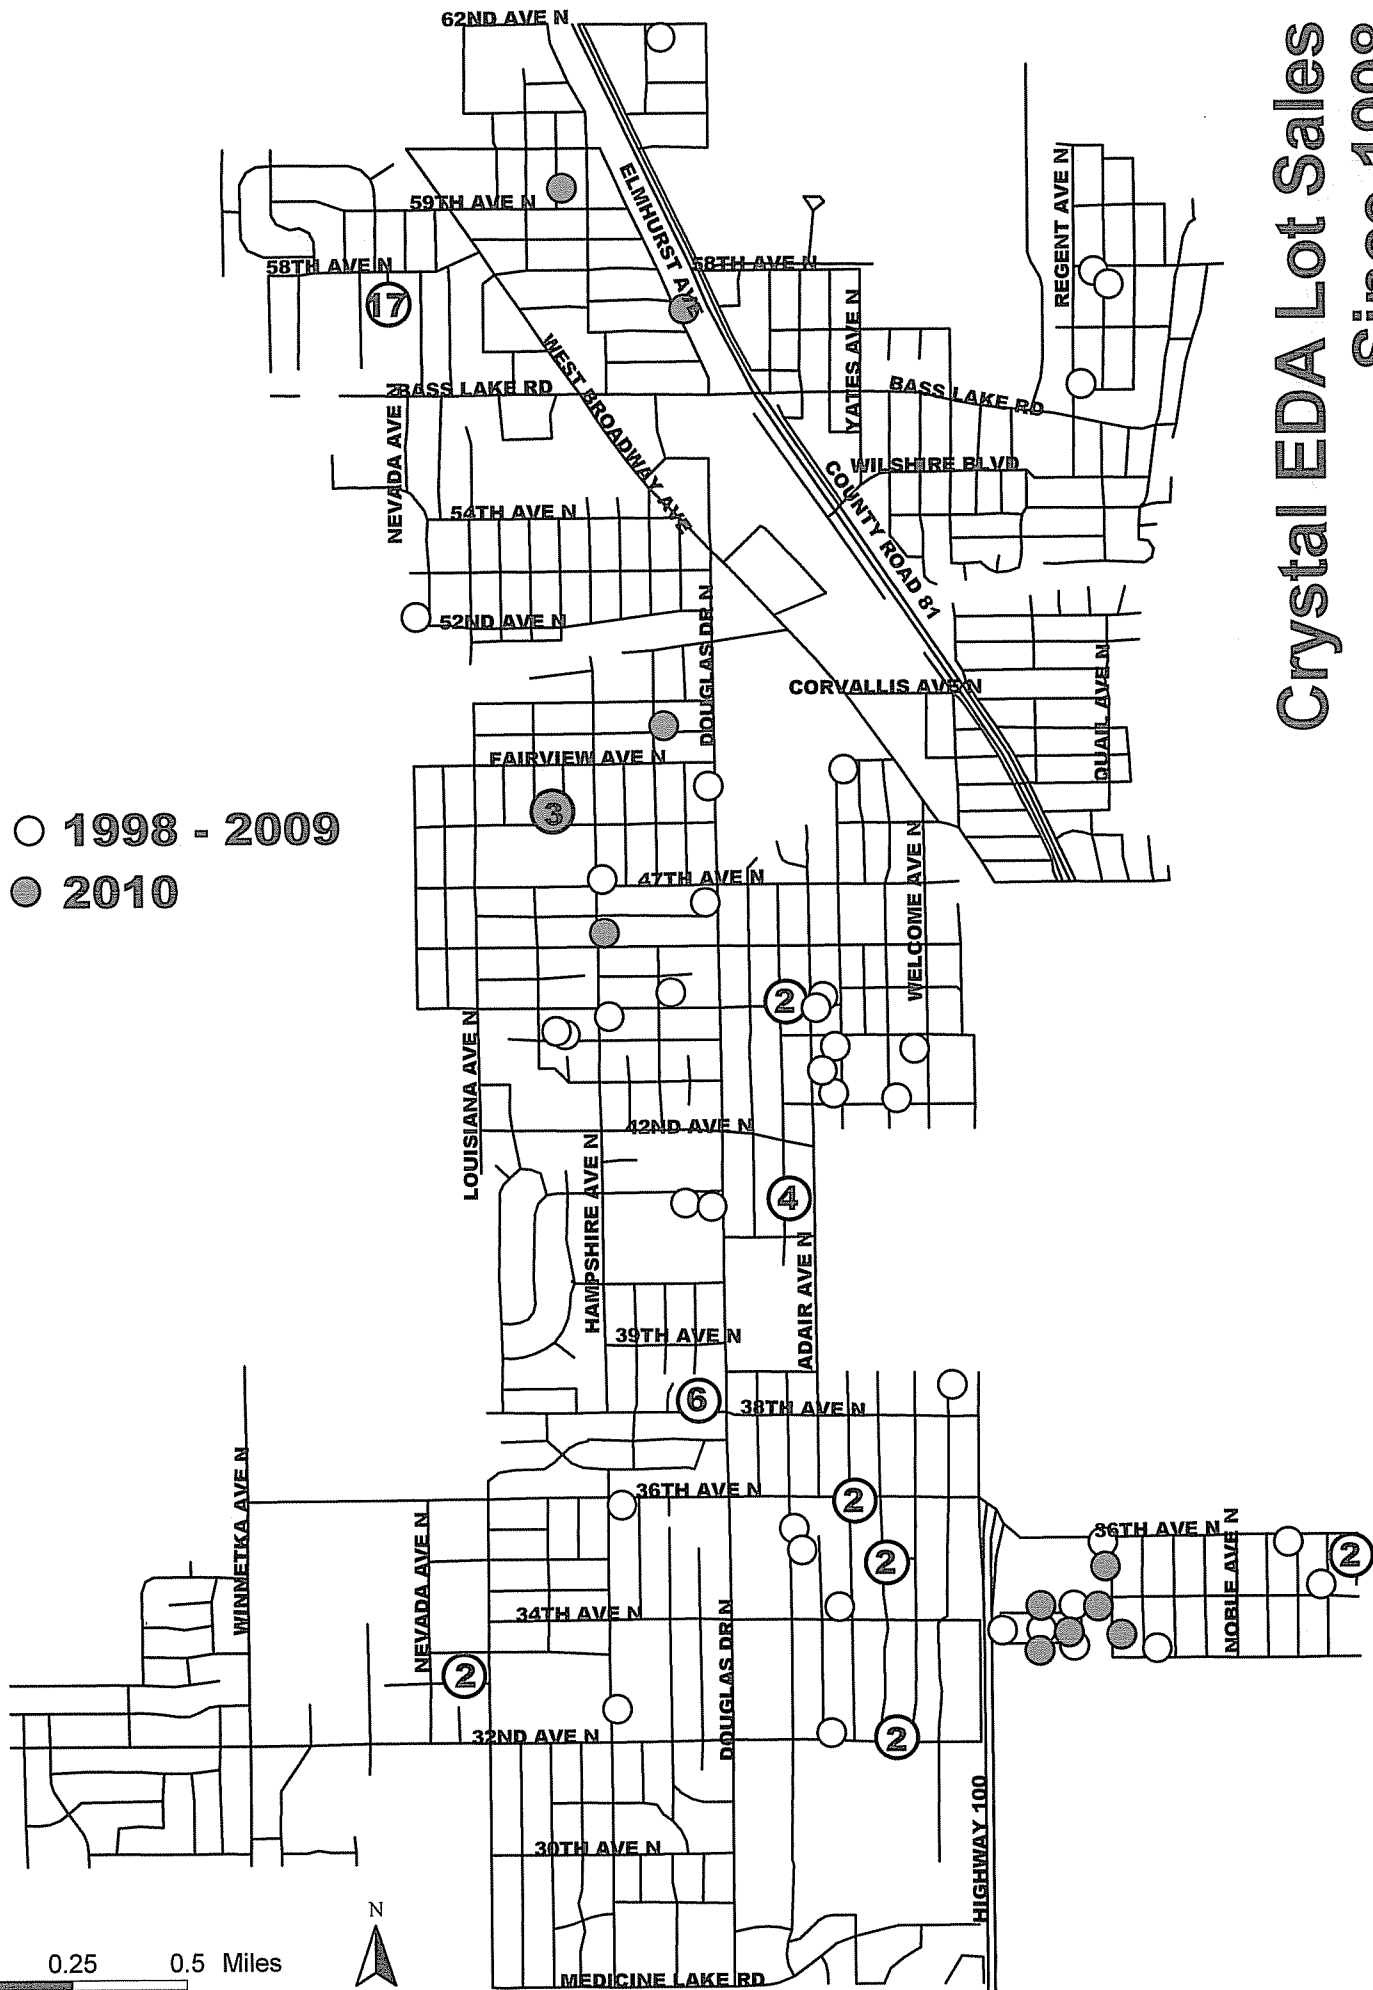 62ND AVE N
Crystal EDA Lot Sales
Since 1998
ELMHURST AVE
REGENT AVE N
59TH AVE N
58TH AVE N
58TH AVE N
17
YATES AVE N
WEST BROADWAY AVE
BASS LAKE RD
BASS LAKE RD
NEVADA AVE N
WILSHIRE BLVD
COUNTY ROAD 81
54TH AVE N
52ND AVE N
DOUGLAS DR N
CORVALLIS AVE N
QUAIL AVE N
FAIRVIEW AVE N
3
1998 - 2009
2010
47TH AVE N
WELCOME AVE N
2
LOUISIANA AVE N
42ND AVE N
HAMPSHIRE AVE N
4
ADAIR AVE N
39TH AVE N
6
38TH AVE N
WINNETKA AVE N
36TH AVE N
2
NEVADA AVE N
36TH AVE N
NOBLE AVE N
2
2
34TH AVE N
DOUGLAS DR N
2
32ND AVE N
2
HIGHWAY 100
30TH AVE N
N
0.25 0.5 Miles
MEDICINE LAKE RD